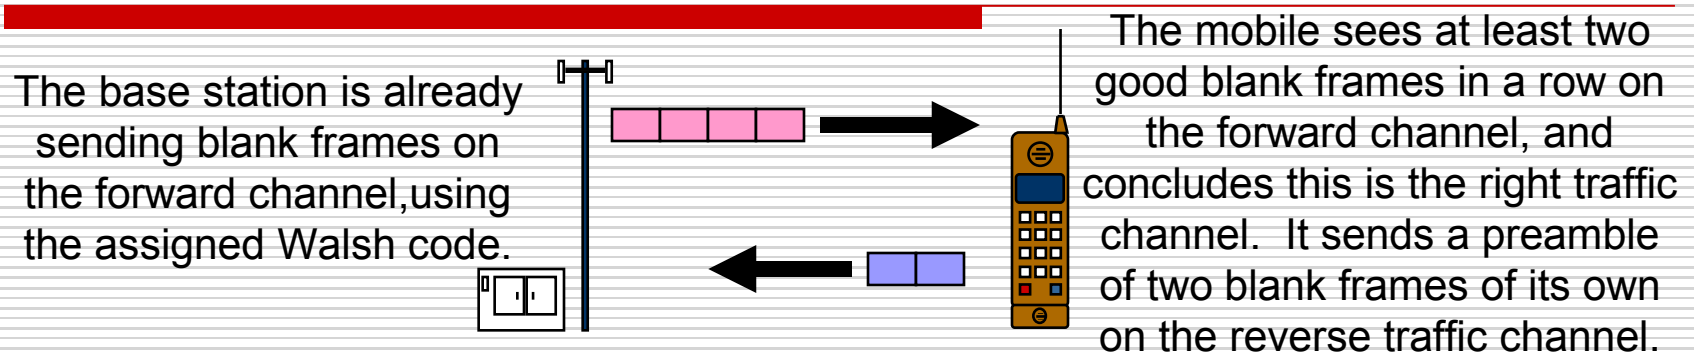 The base station is already
sending blank frames on
the forward channel,using
the assigned Walsh code.
The mobile sees at least two
good blank frames in a row on
the forward channel, and
concludes this is the right traffic
channel.  It sends a preamble
of two blank frames of its own
on the reverse traffic channel.